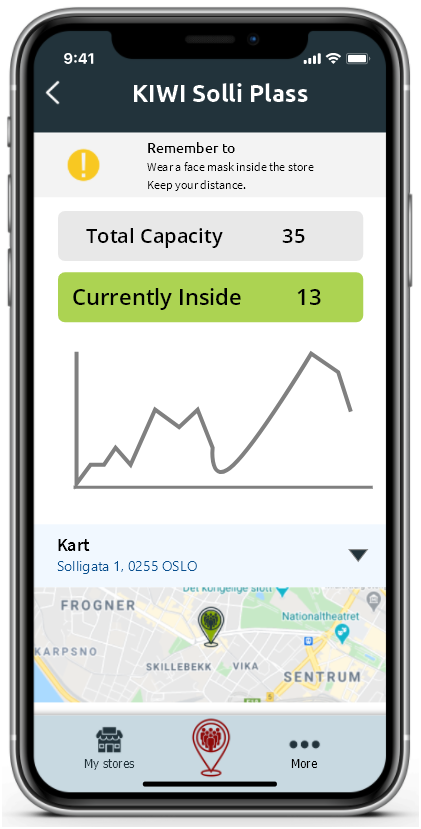 9:41
KIWI Solli Plass
Remember to
Wear a face mask inside the store
Keep your distance.
Total Capacity 35
Currently Inside 13
Kart
Solligata 1, 0255 OSLO
Det kongelige slott
FROGNER
Nationaltheatret
KARPSNO
SKILLEBEKK
VIKA
SENTRUM
My stores
More